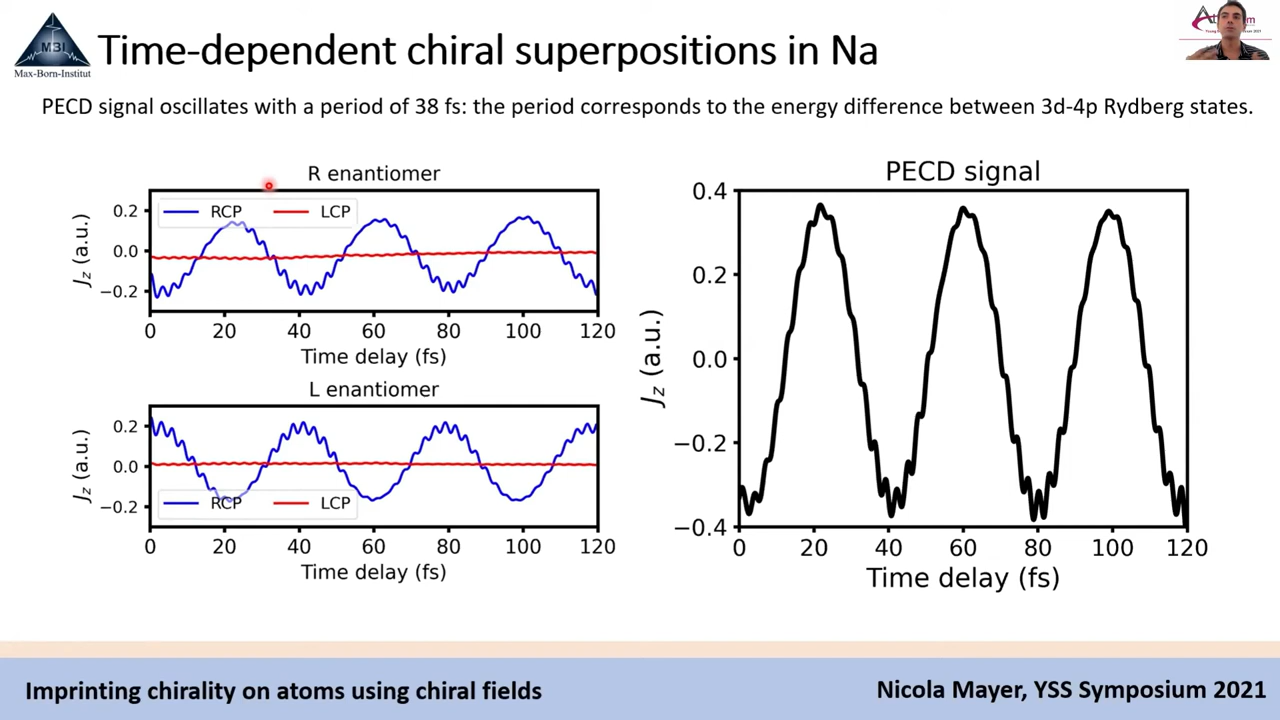 MBI
Max-Born-Institut
Time-dependent chiral superpositions in Na
PECD signal oscillates with a period of 38 fs: the period corresponds to the energy difference between 3d-4p Rydberg states.
R enantiomer
RCP LCP
0.2
0.0
−0.2
J_z (a.u.)
0 20 40 60 80 100 120
Time delay (fs)
L enantiomer
0.2
0.0
−0.2
J_z (a.u.)
RCP LCP
0 20 40 60 80 100 120
Time delay (fs)
PECD signal
0.4
0.2
0.0
−0.2
−0.4
J_z (a.u.)
0 20 40 60 80 100 120
Time delay (fs)
Imprinting chirality on atoms using chiral fields
Nicola Mayer, YSS Symposium 2021